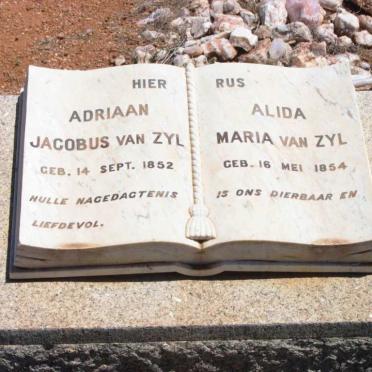 HIER RUS
ADRIAAN
JACOBUS VAN ZYL
GEB. 14 SEPT. 1852
ALIDA
MARIA VAN ZYL
GEB. 16 MEI 1854
HULLE NAGEDAGTENIS IS ONS DIERBAAR EN
LIEFDEVOL.